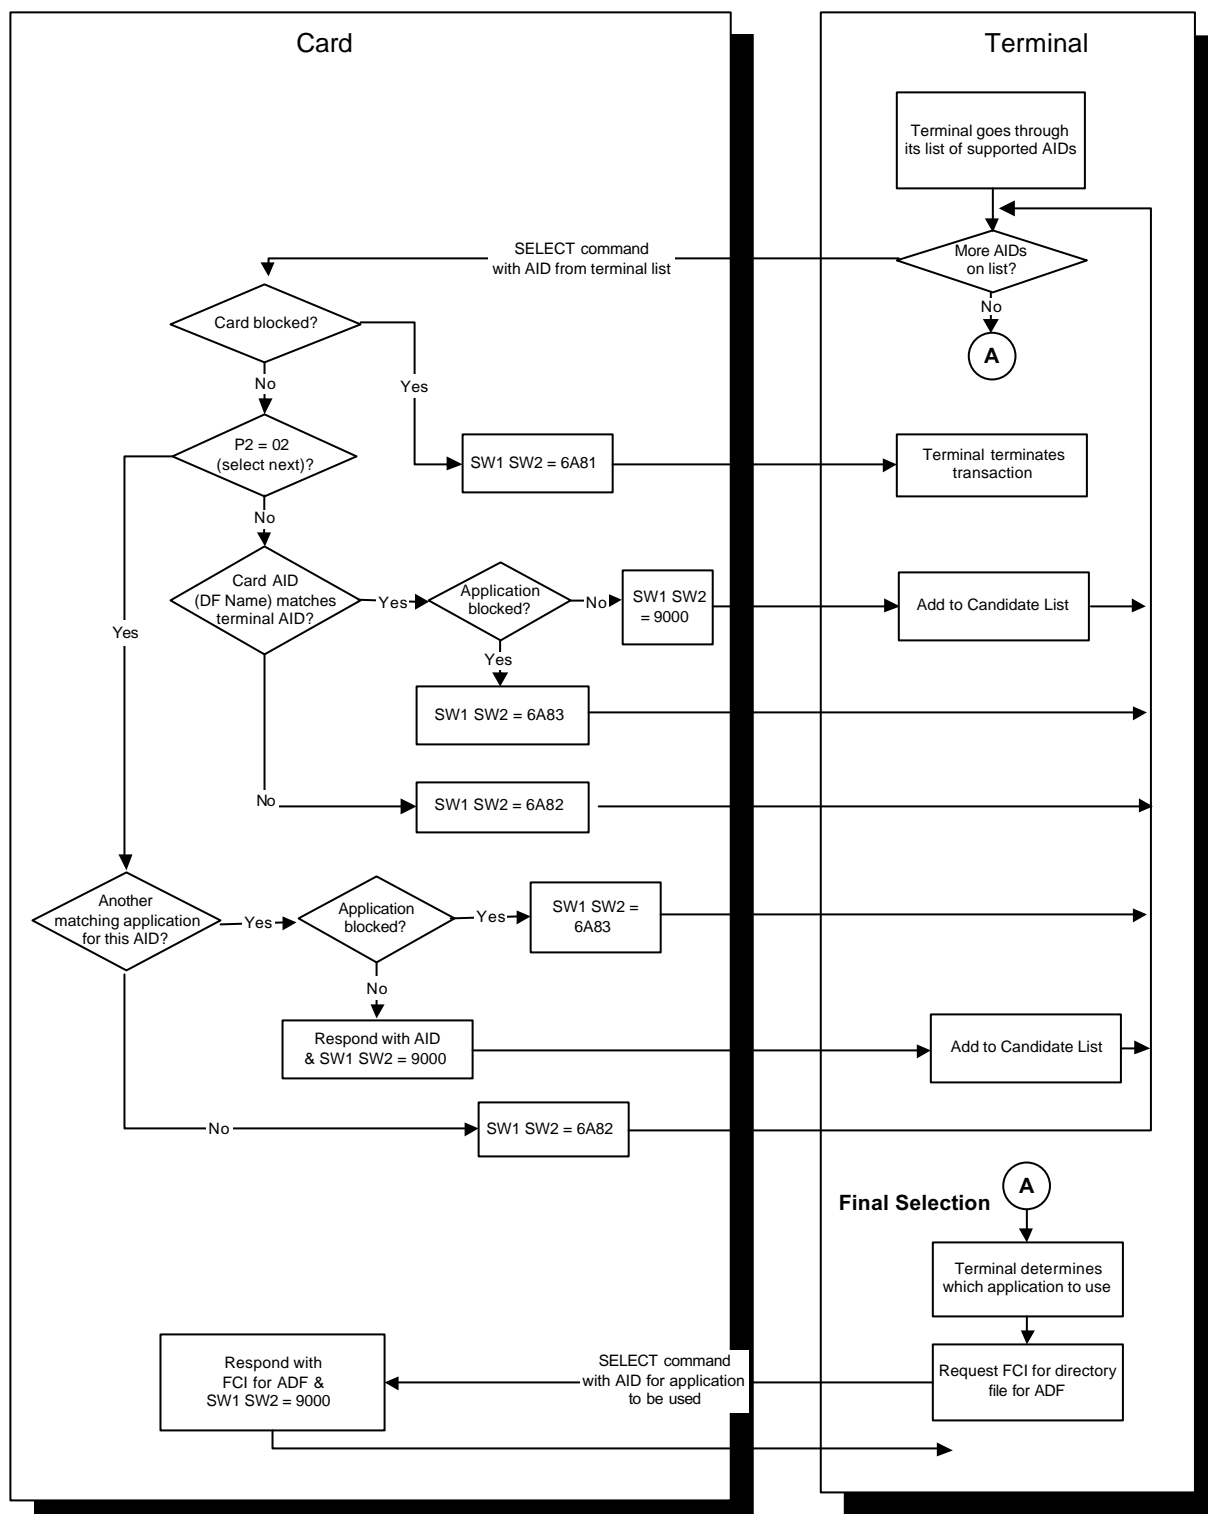 Card
Terminal
Terminal goes through
its list of supported AIDs
SELECT command
with AID from terminal list
More AIDs
on list?
No
A
Card blocked?
No
Yes
P2 = 02
(select next)?
SW1 SW2 = 6A81
Terminal terminates
transaction
No
Yes
Card AID
(DF Name) matches
terminal AID?
Yes
Application
blocked?
No
SW1 SW2
= 9000
Add to Candidate List
Yes
SW1 SW2 = 6A83
No
SW1 SW2 = 6A82
Another
matching application
for this AID?
Yes
Application
blocked?
Yes
SW1 SW2 =
6A83
No
Respond with AID
& SW1 SW2 = 9000
Add to Candidate List
No
SW1 SW2 = 6A82
Final Selection
A
Terminal determines
which application to use
Respond with
FCI for ADF &
SW1 SW2 = 9000
SELECT command
with AID for application
to be used
Request FCI for directory
file for ADF